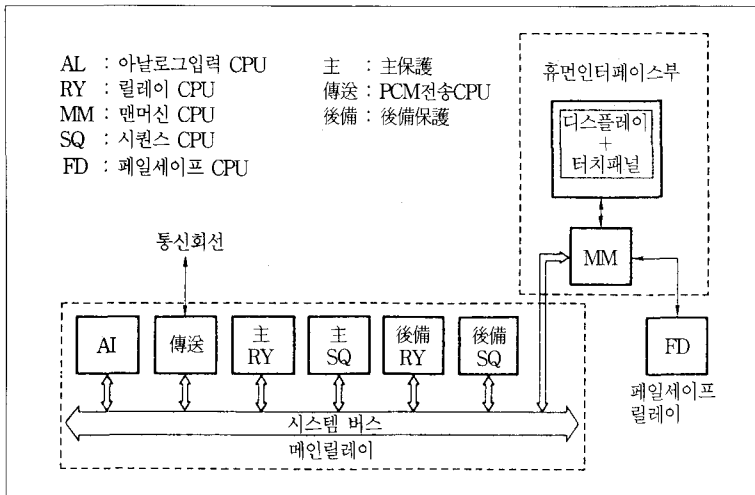 AL : 아날로그입력 CPU
RY : 릴레이 CPU
MM : 맨머신 CPU
SQ : 시퀀스 CPU
FD : 페일세이프 CPU
主 : 主保護
傳送 : PCM전송CPU
後備 : 後備保護
휴먼인터페이스부
디스플레이
+
터치패널
MM
통신회선
AI
傳送
主
RY
主
SQ
後備
RY
後備
SQ
FD
페일세이프
릴레이
시스템 버스
메인릴레이